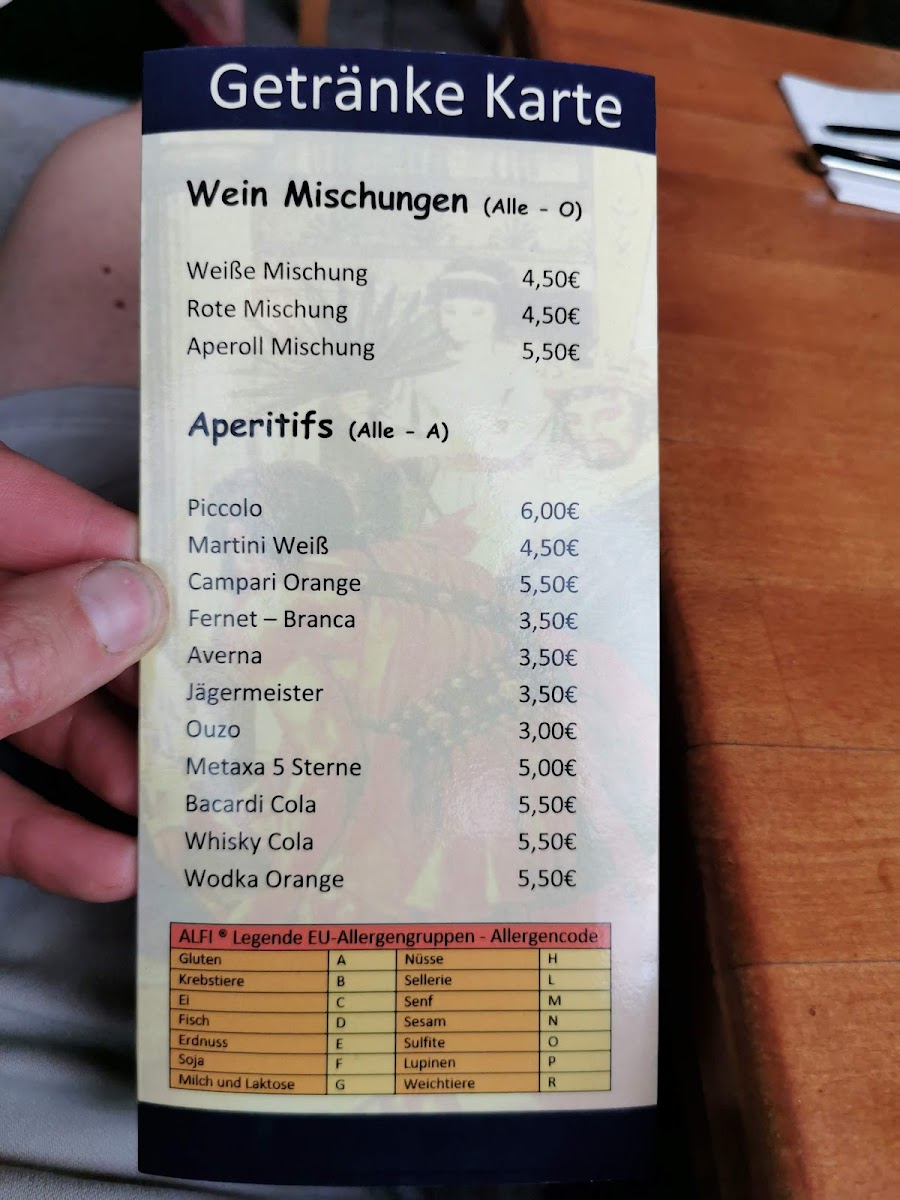 Getränke Karte
Wein Mischungen (Alle - O)
Weiße Mischung 4,50€
Rote Mischung 4,50€
Aperoll Mischung 5,50€
Aperitifs (Alle - A)
Piccolo 6,00€
Martini Weiß 4,50€
Campari Orange 5,50€
Fernet – Branca 3,50€
Averna 3,50€
Jägermeister 3,50€
Ouzo 3,00€
Metaxa 5 Sterne 5,00€
Bacardi Cola 5,50€
Whisky Cola 5,50€
Wodka Orange 5,50€
ALFI ® Legende EU-Allergengruppen - Allergencode
Gluten A Nüsse H
Krebstiere B Sellerie L
Ei C Senf M
Fisch D Sesam N
Erdnuss E Sulfite O
Soja F Lupinen P
Milch und Laktose G Weichtiere R